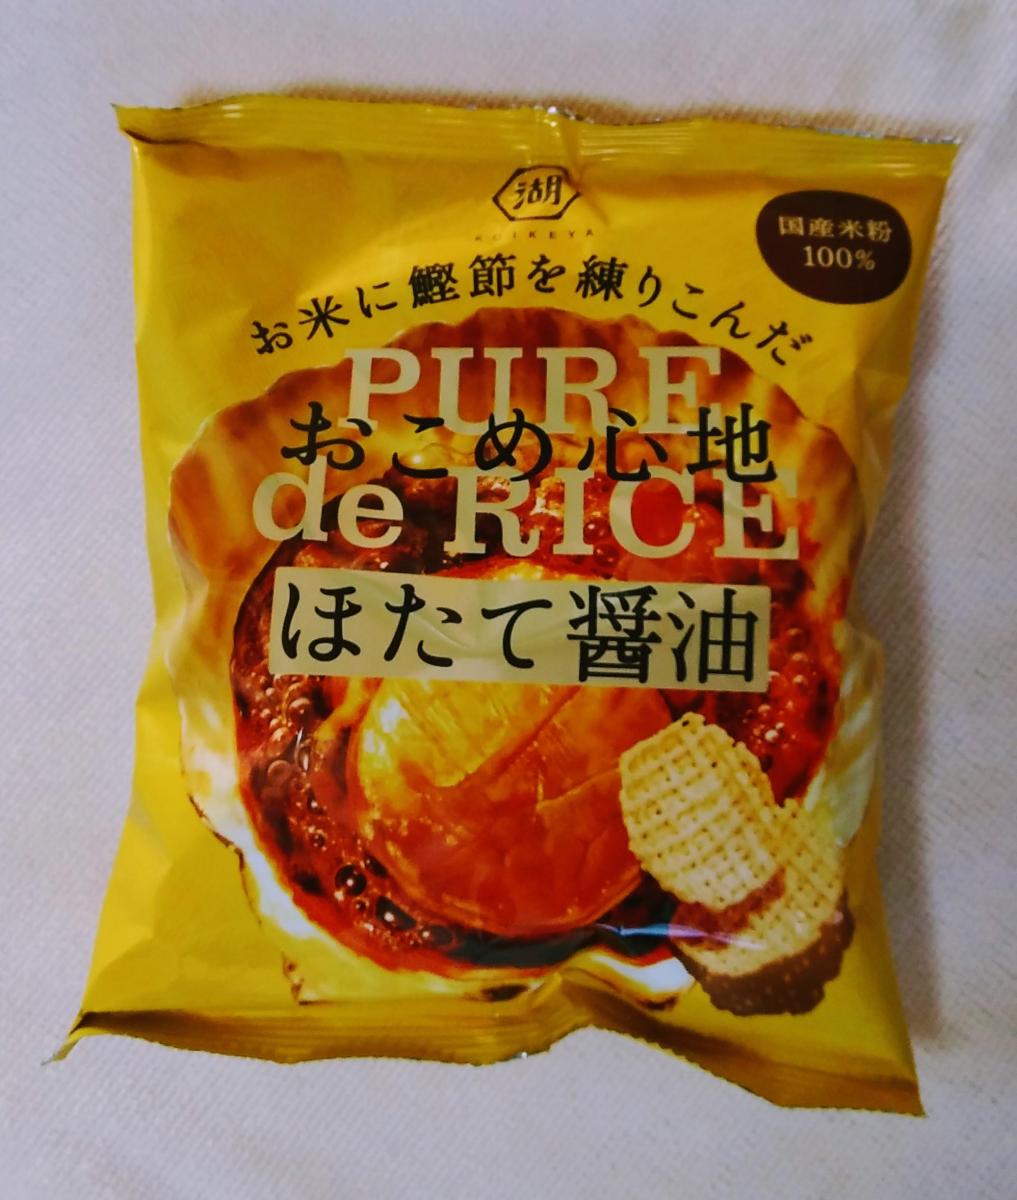 湖
KOIKEYA
国産米粉
100%
お米に鰹節を練りこんだ
PURE
おこめ心地
de RICE
ほたて醤油